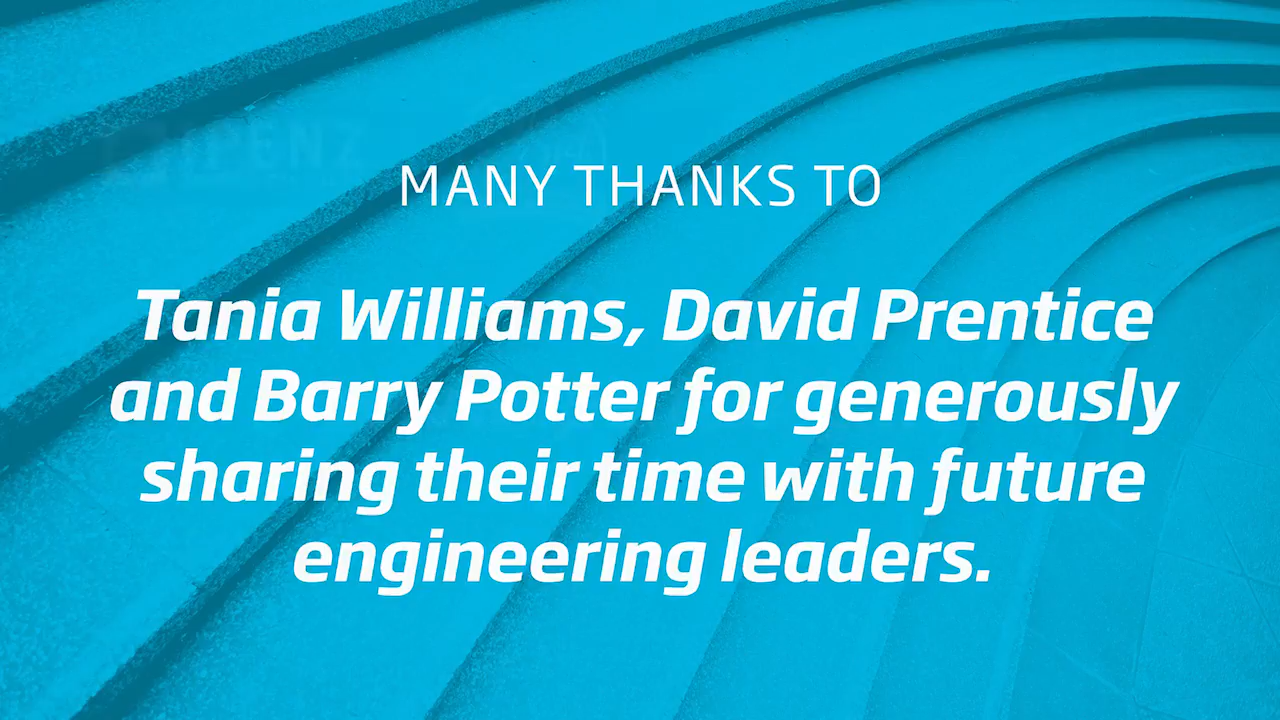 MANY THANKS TO
Tania Williams, David Prentice
and Barry Potter for generously
sharing their time with future
engineering leaders.